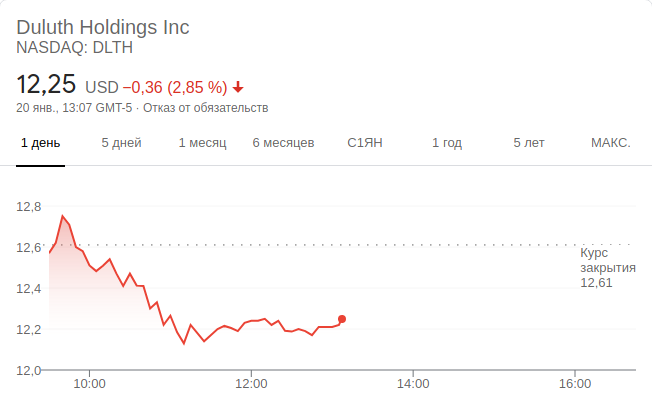 Duluth Holdings Inc
NASDAQ: DLTH
12,25 USD −0,36 (2,85 %)
20 янв., 13:07 GMT-5 · Отказ от обязательств
1 день 5 дней 1 месяц 6 месяцев С1ЯН 1 год 5 лет МАКС.
12,8
12,6
Курс
закрытия
12,61
12,4
12,2
12,0
10:00 12:00 14:00 16:00